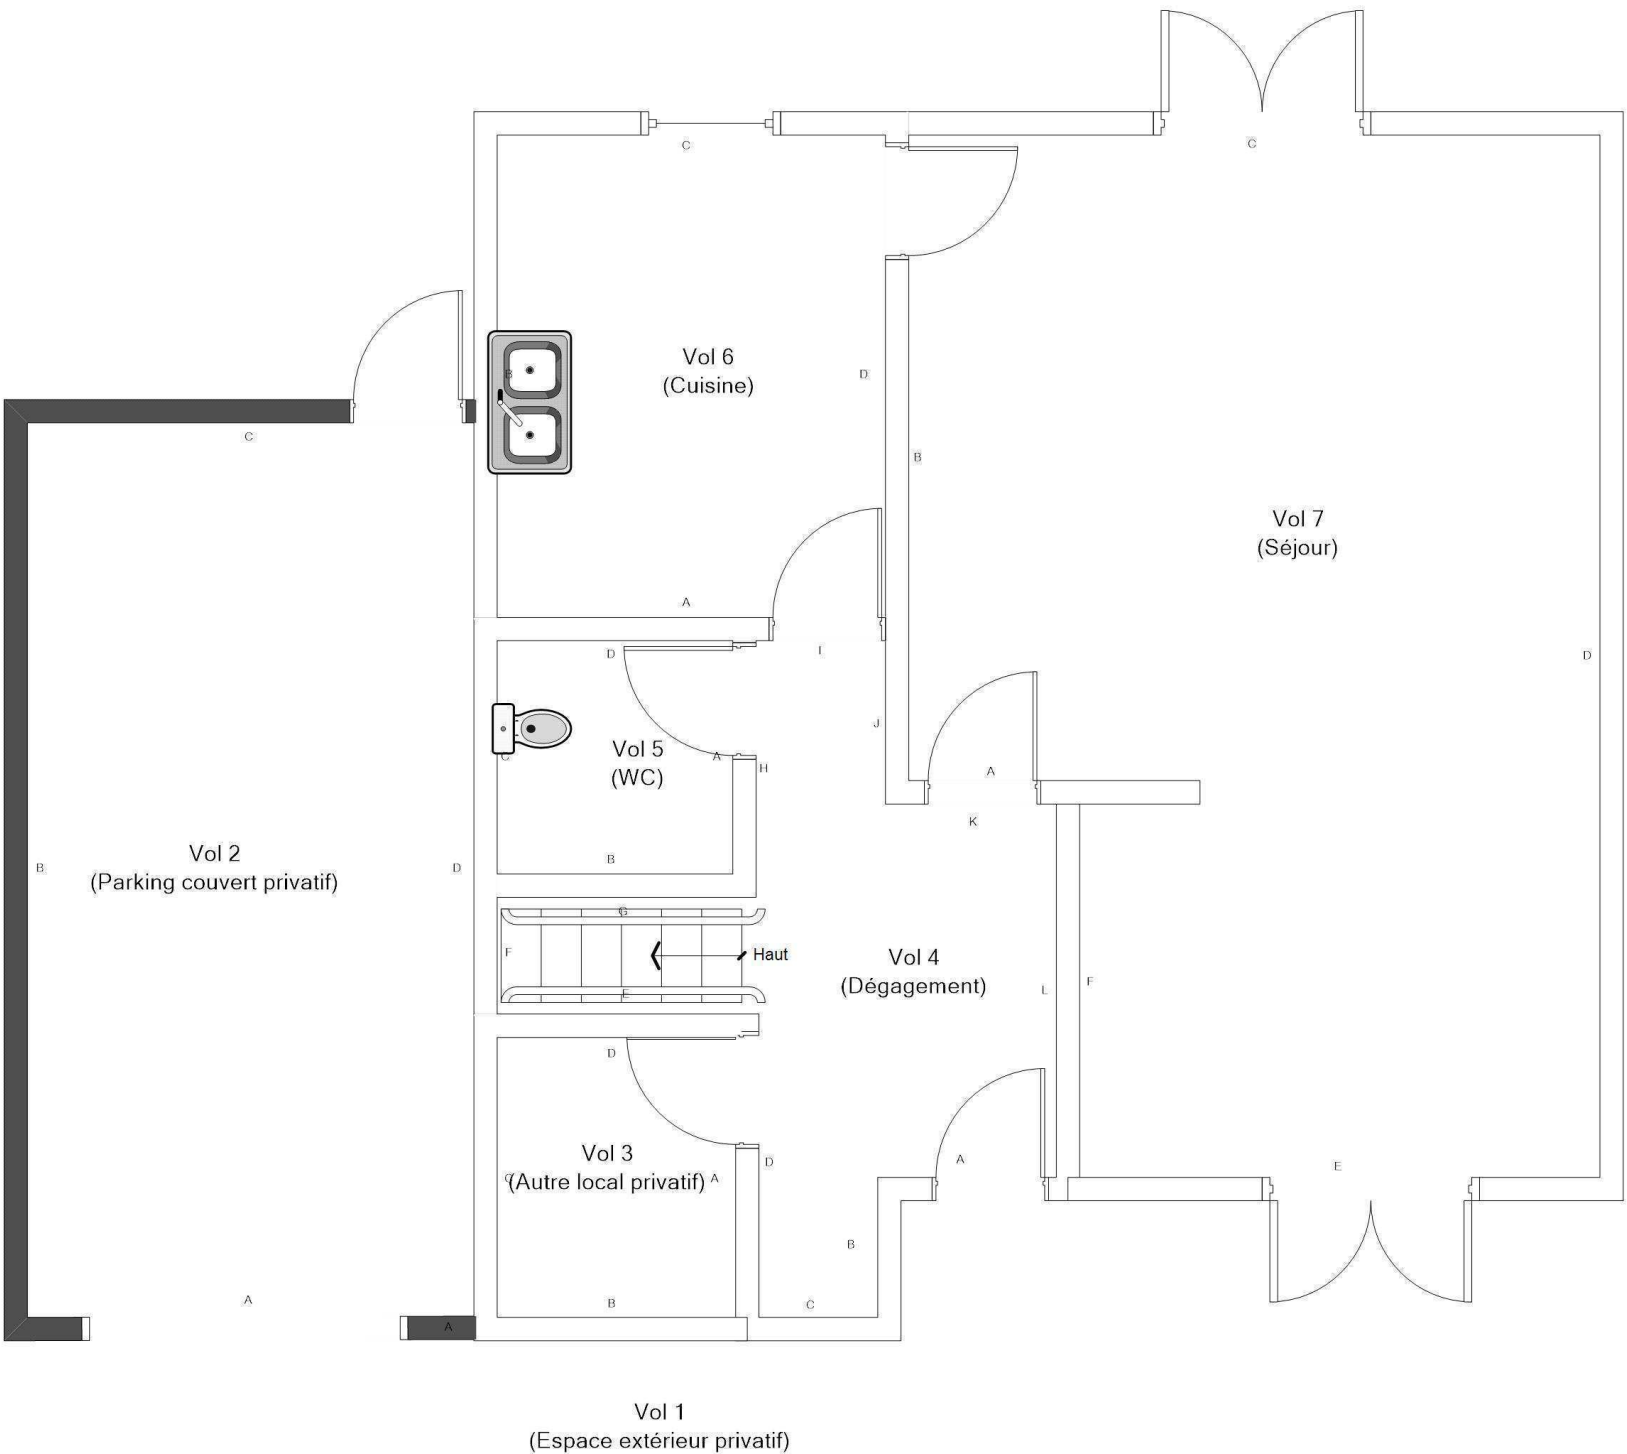 C
C
Vol 6
(Cuisine)
B
D
C
B
Vol 7
(Séjour)
A
I
D
D
J
Vol 5
(WC)
C
A
H
A
K
Vol 2
(Parking couvert privatif)
B
D
B
G
F
Haut
E
Vol 4
(Dégagement)
L
F
D
Vol 3
(Autre local privatif)
C
A
D
A
E
B
A
B
C
A
Vol 1
(Espace extérieur privatif)